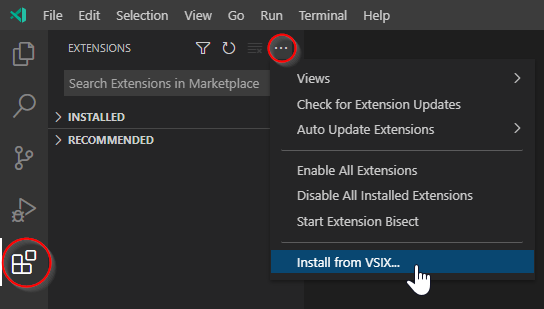 File Edit Selection View Go Run Terminal Help
EXTENSIONS
Search Extensions in Marketplace
INSTALLED
RECOMMENDED
Views
Check for Extension Updates
Auto Update Extensions
Enable All Extensions
Disable All Installed Extensions
Start Extension Bisect
Install from VSIX...